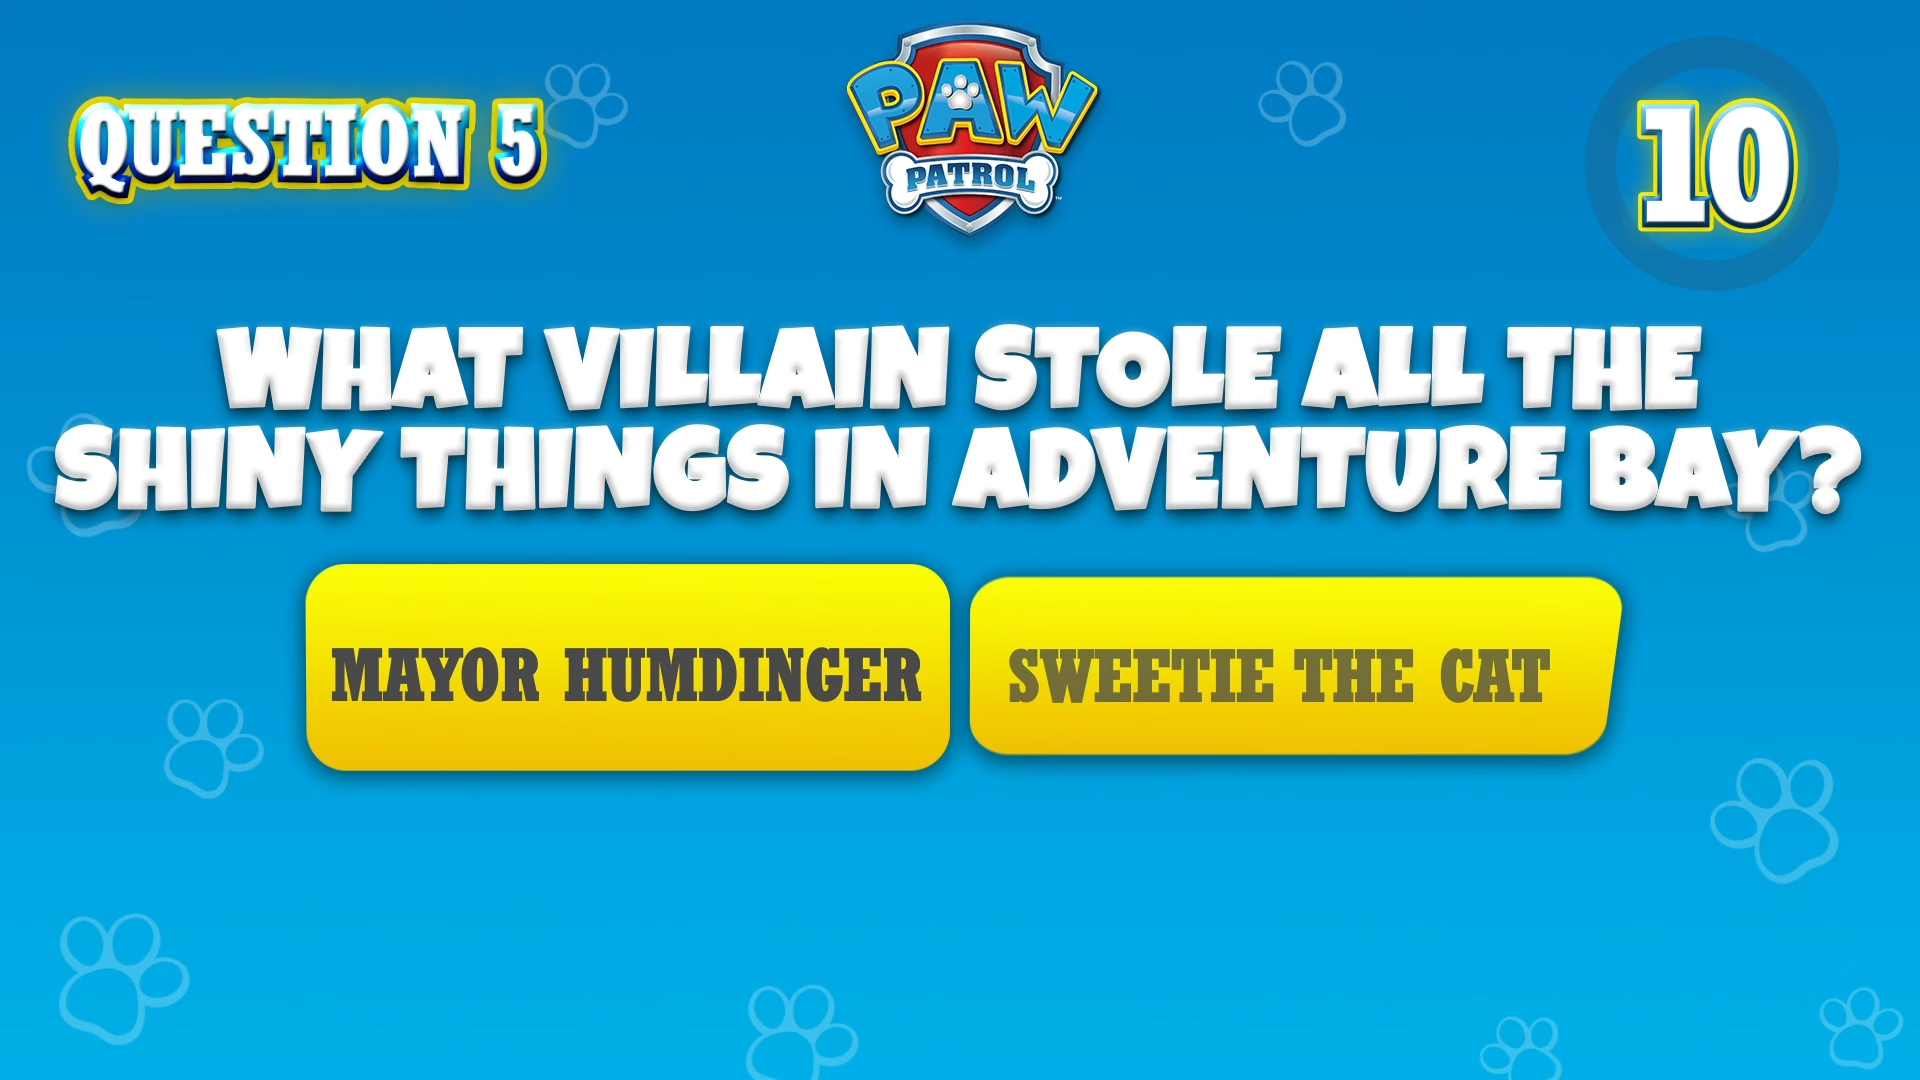 QUESTION 5
PAW
PATROL
10
WHAT VILLAIN STOLE ALL THE
SHINY THINGS IN ADVENTURE BAY?
MAYOR HUMDINGER
SWEETIE THE CAT